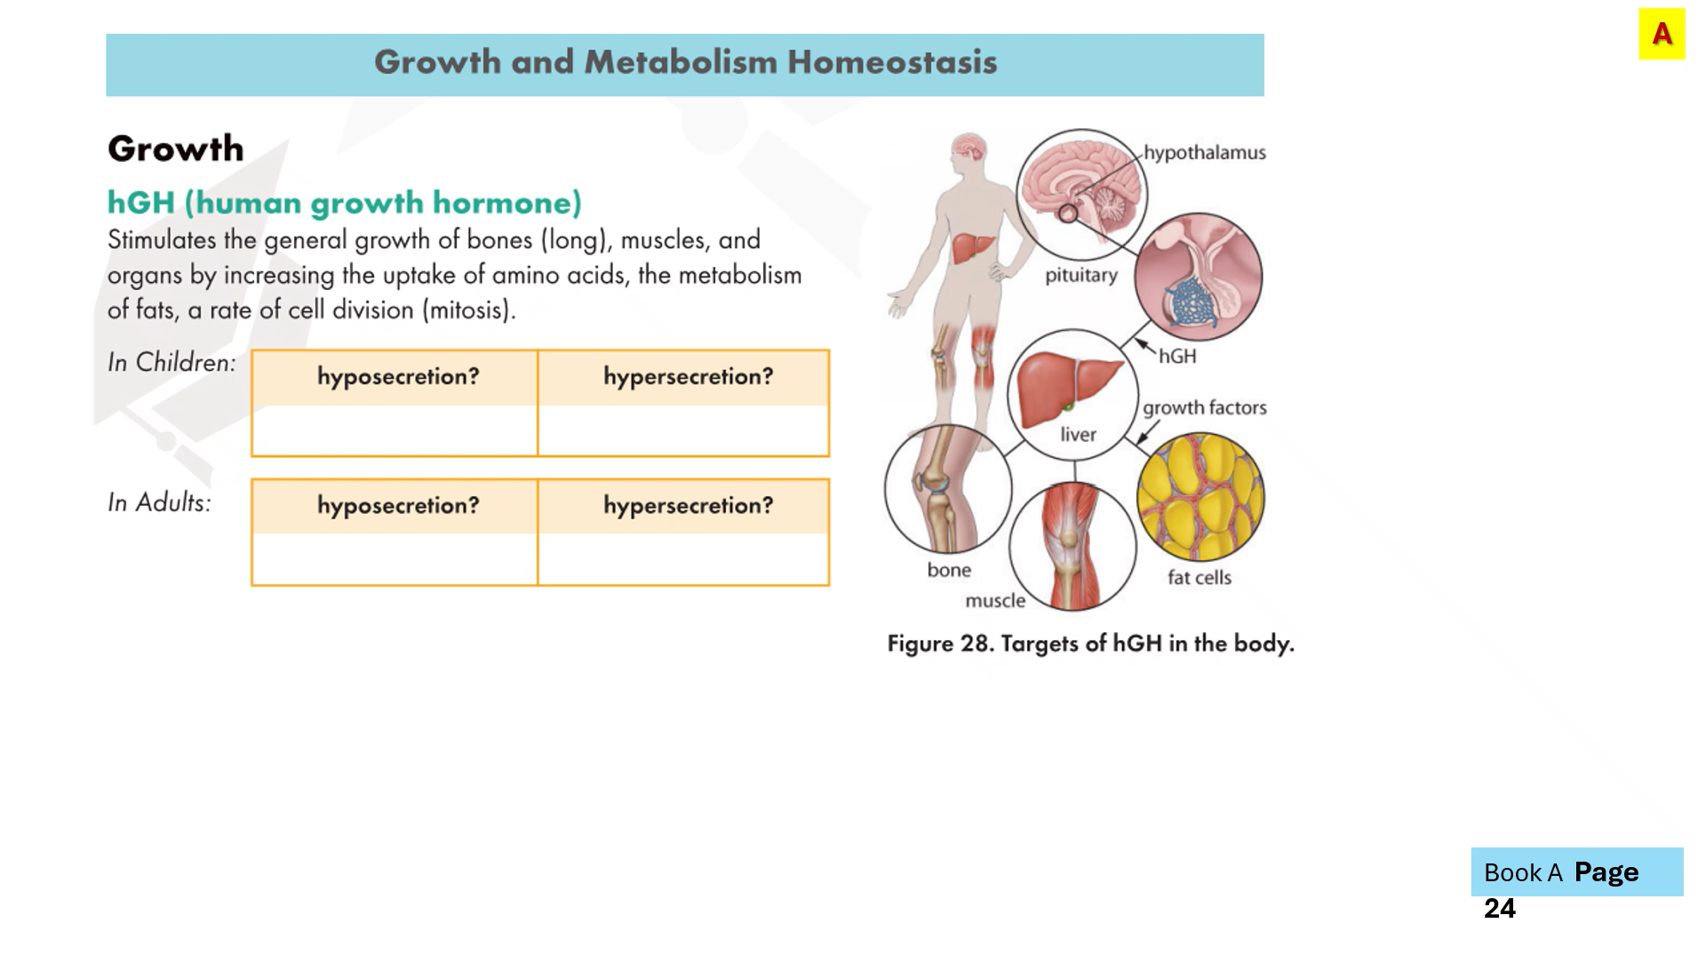 A
Growth and Metabolism Homeostasis
Growth
hGH (human growth hormone)
Stimulates the general growth of bones (long), muscles, and
organs by increasing the uptake of amino acids, the metabolism
of fats, a rate of cell division (mitosis).
In Children:
hyposecretion?
hypersecretion?
In Adults:
hyposecretion?
hypersecretion?
hypothalamus
pituitary
hGH
growth factors
liver
bone
muscle
fat cells
Figure 28. Targets of hGH in the body.
Book A Page
24